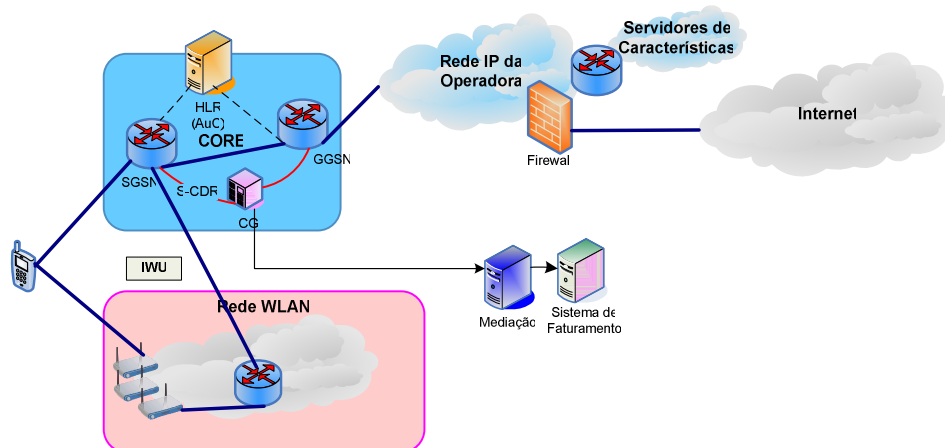 Servidores de
Características
Rede IP da
Operadora
Internet
HLR
(AuC)
CORE
GGSN
SGSN
S-CDR
CG
Firewal
IWU
Rede WLAN
Mediação
Sistema de
Faturamento